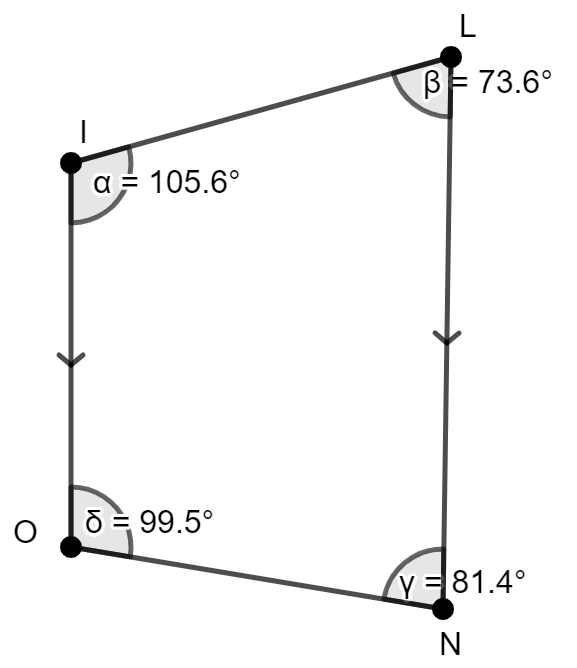 L
β = 73.6°
I
α = 105.6°
O
δ = 99.5°
γ = 81.4°
N